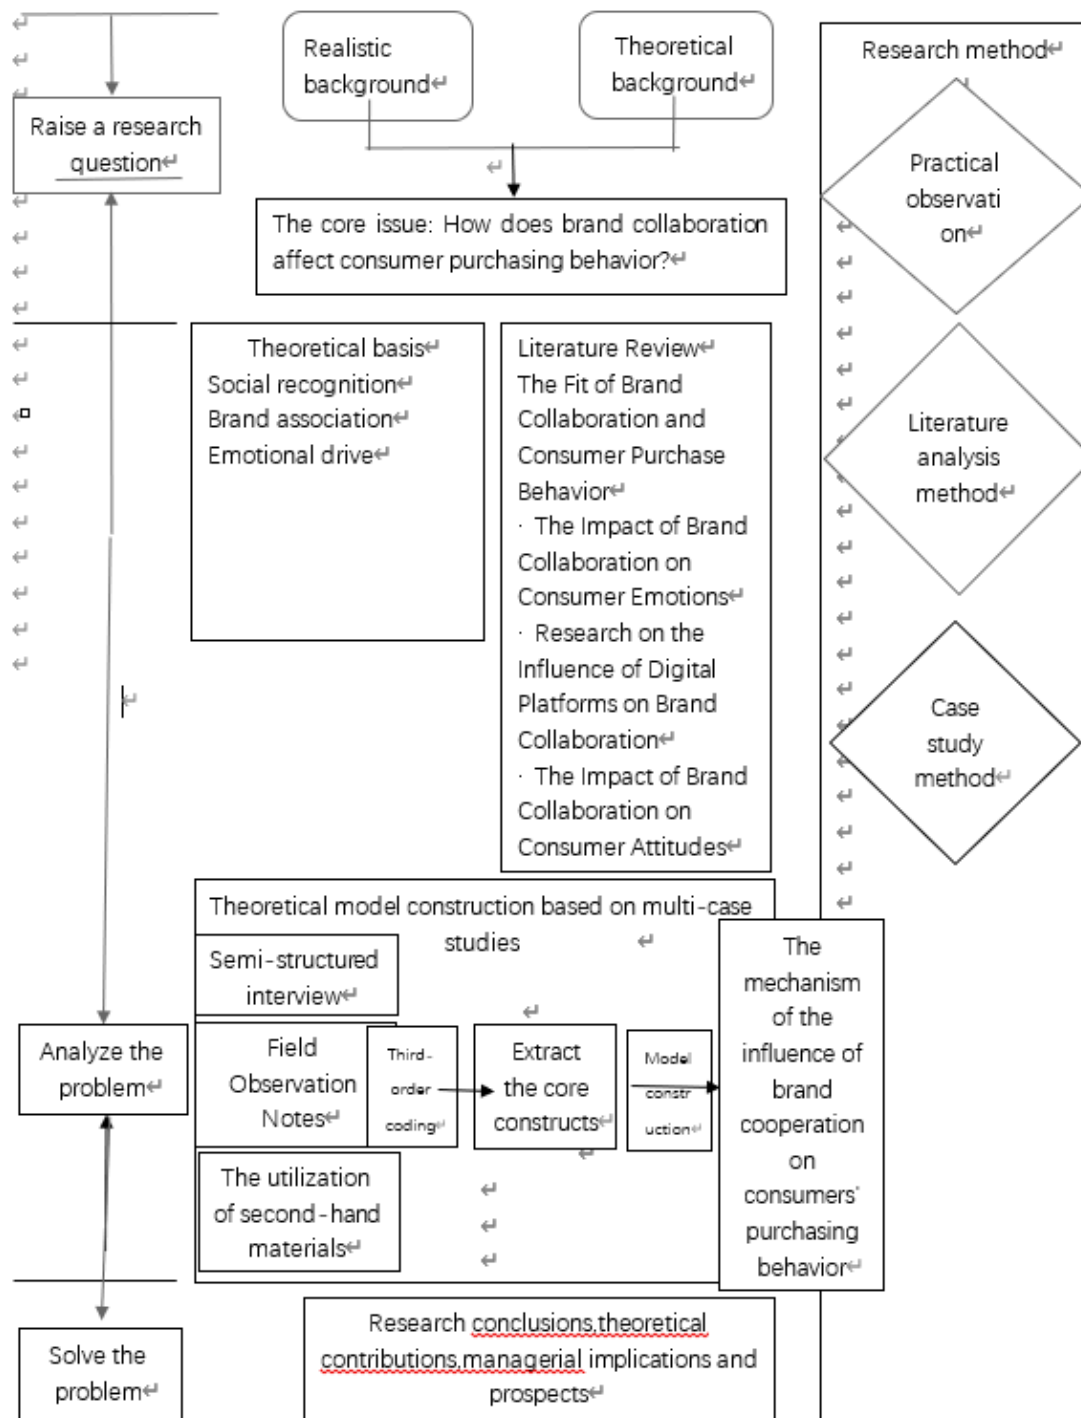 Realistic
background
Theoretical
background
Research method
Raise a research
question
Practical
observati
on
The core issue: How does brand collaboration
affect consumer purchasing behavior?
Theoretical basis
Social recognition
Brand association
Emotional drive
Literature Review
The Fit of Brand
Collaboration and
Consumer Purchase
Behavior
· The Impact of Brand
Collaboration on
Consumer Emotions
· Research on the
Influence of Digital
Platforms on Brand
Collaboration
· The Impact of Brand
Collaboration on
Consumer Attitudes
Literature
analysis
method
Case
study
method
Theoretical model construction based on multi-case
studies
Semi-structured
interview
Analyze the
problem
Field
Observation
Notes
Third-
order
coding
Extract
the core
constructs
Model
constr
uction
The
mechanism
of the
influence of
brand
cooperation
on
consumers'
purchasing
behavior
The utilization
of second-hand
materials
Solve the
problem
Research conclusions,theoretical
contributions,managerial implications and
prospects